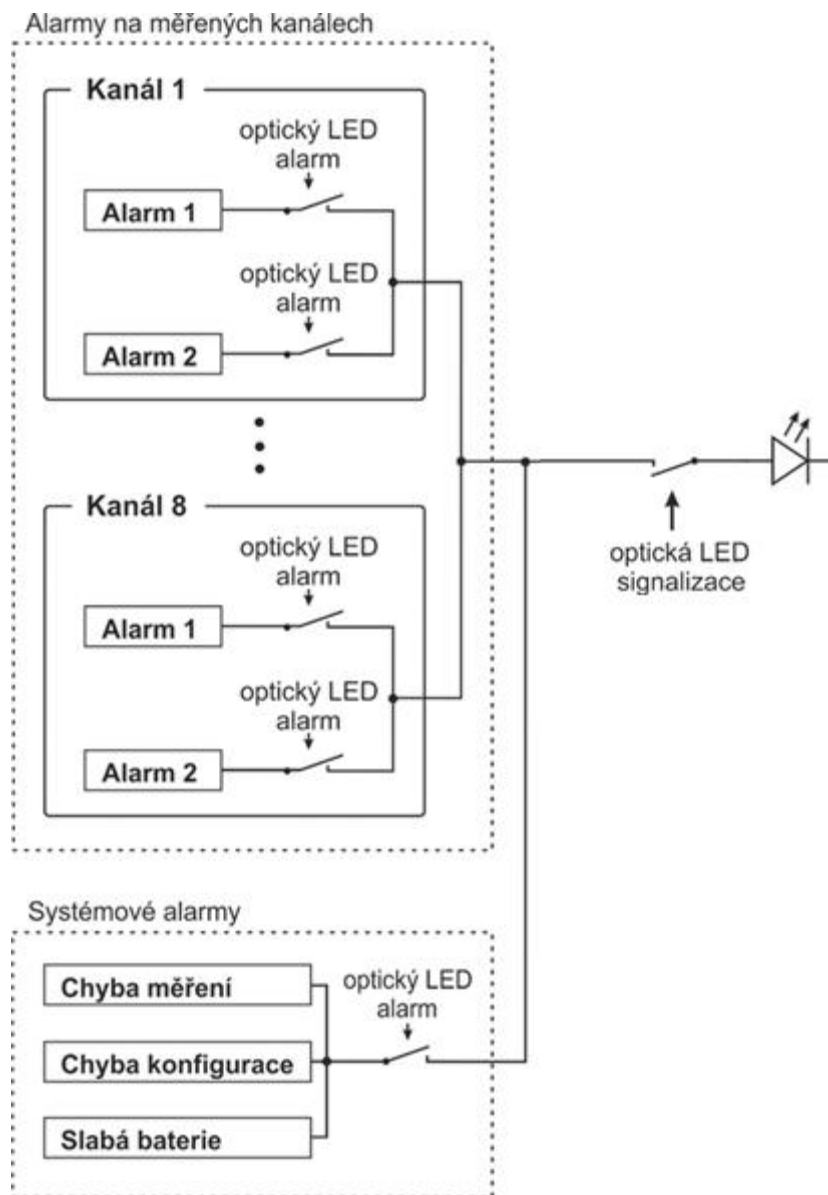 Alarmy na měřených kanálech
Kanál 1
optický LED
alarm
Alarm 1
optický LED
alarm
Alarm 2
Kanál 8
optický LED
alarm
Alarm 1
optický LED
alarm
Alarm 2
optická LED
signalizace
Systémové alarmy
Chyba měření
optický LED
alarm
Chyba konfigurace
Slabá baterie